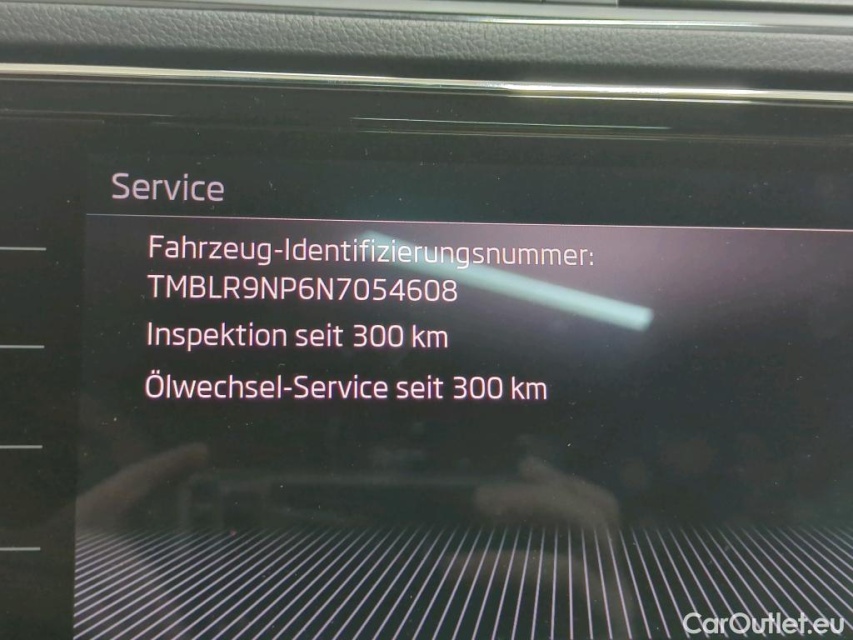 Service
Fahrzeug-Identifizierungsnummer:
TMBLR9NP6N7054608
Inspektion seit 300 km
Ölwechsel-Service seit 300 km
CarOutlet.eu